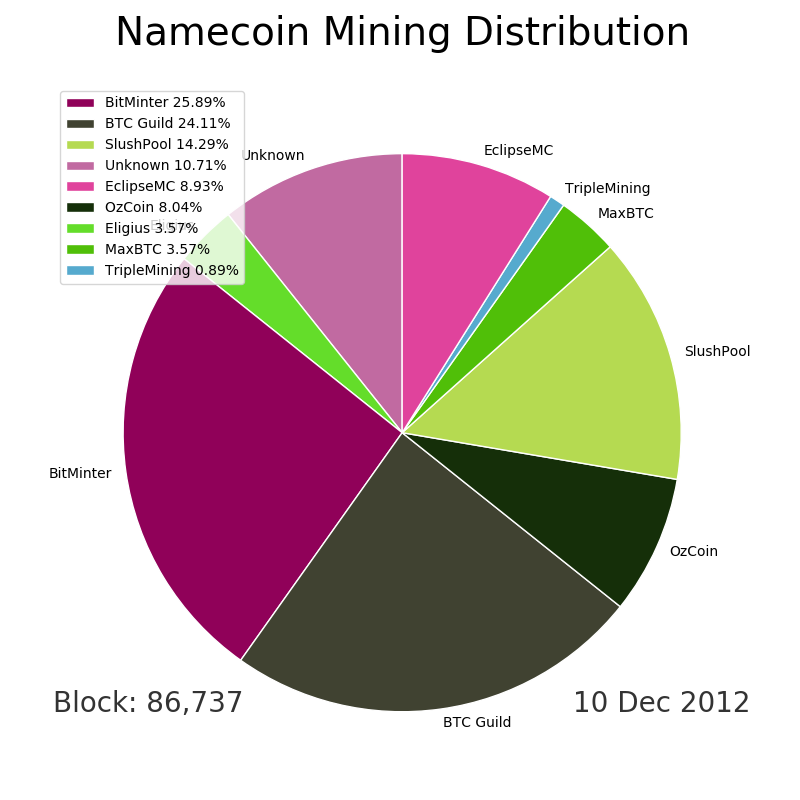 Namecoin Mining Distribution
BitMinter 25.89%
BTC Guild 24.11%
SlushPool 14.29%
Unknown 10.71%
EclipseMC 8.93%
OzCoin 8.04%
Eligius 3.57%
MaxBTC 3.57%
TripleMining 0.89%
Unknown
EclipseMC
TripleMining
MaxBTC
Eligius
SlushPool
BitMinter
OzCoin
BTC Guild
Block: 86,737
10 Dec 2012